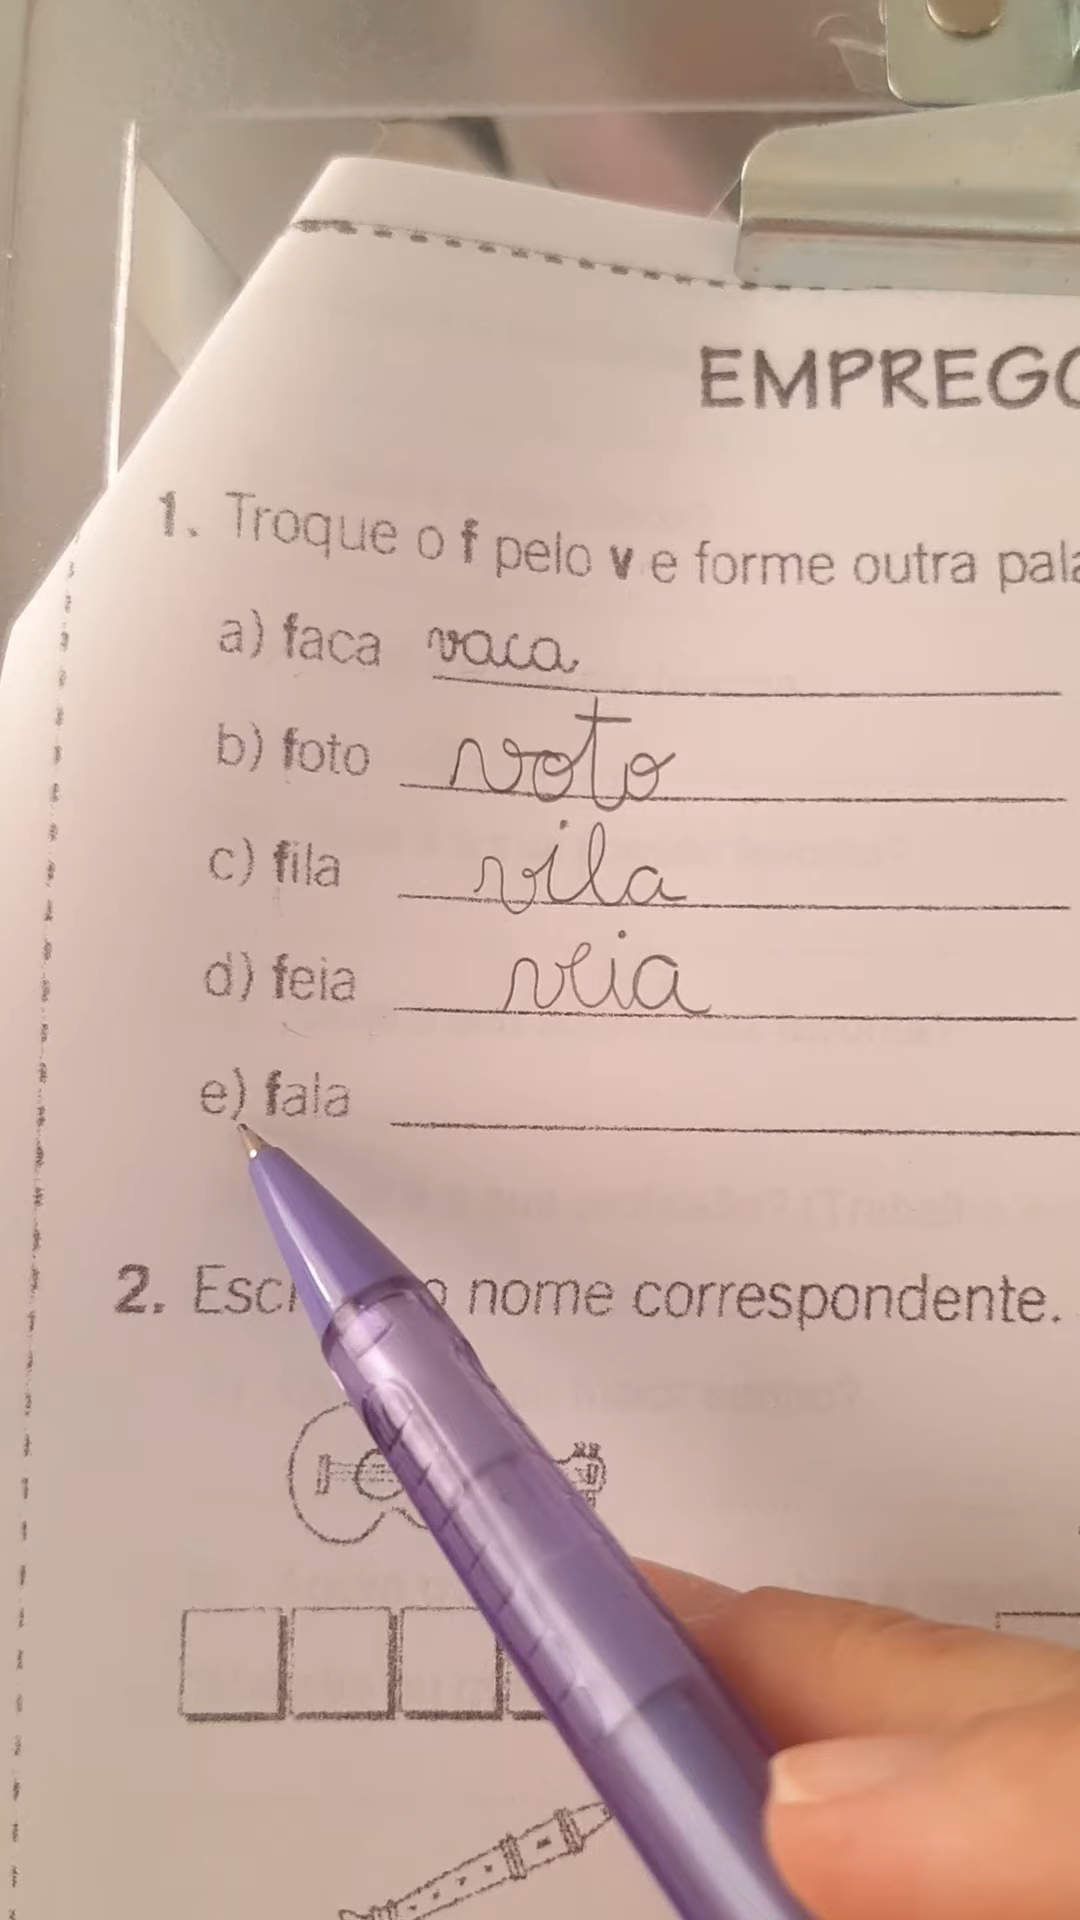 EMPREGO
1. Troque o f pelo v e forme outra pala
a) faca vaca
b) foto voto
c) fila vila
d) feia veia
e) fala
2. nome correspondente.